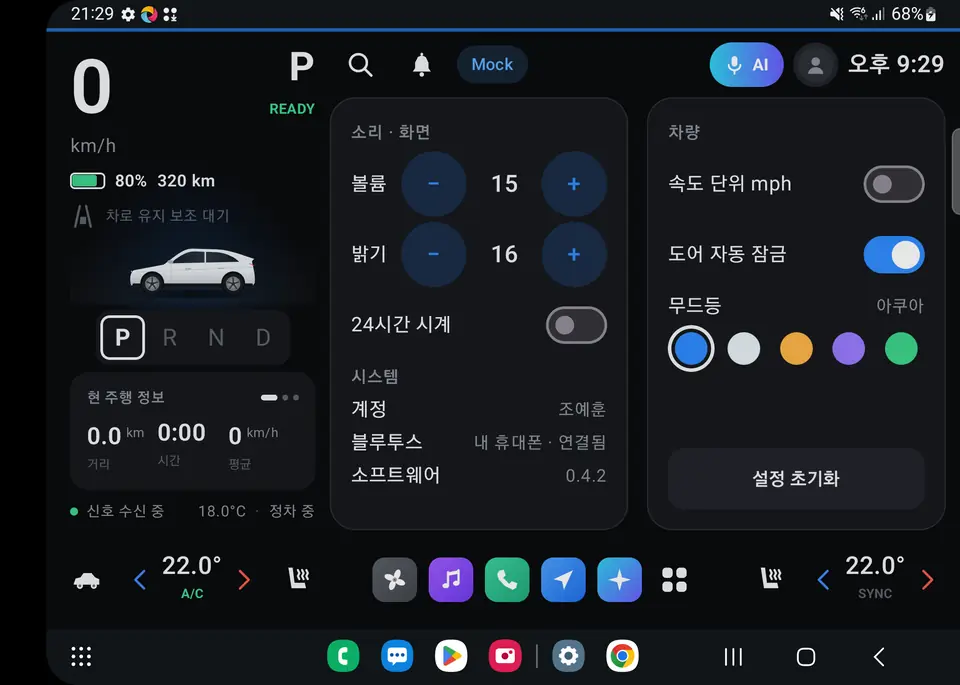 21:29
68%
0
P
READY
km/h
80% 320 km
차로 유지 보조 대기
P R N D
현 주행 정보
0.0 km 0:00 0 km/h
거리 시간 평균
신호 수신 중 18.0°C · 정차 중
Mock
AI
오후 9:29
소리 · 화면
볼륨 − 15 +
밝기 − 16 +
24시간 시계
시스템
계정 조예훈
블루투스 내 휴대폰 · 연결됨
소프트웨어 0.4.2
차량
속도 단위 mph
도어 자동 잠금
무드등 아쿠아
설정 초기화
22.0°
A/C
22.0°
SYNC